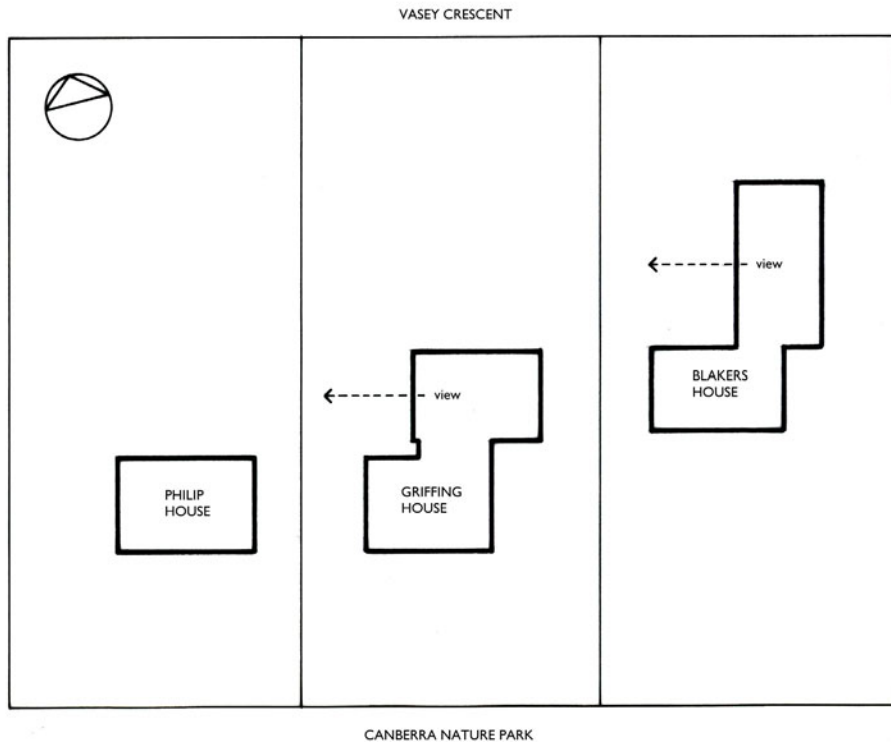 VASEY CRESCENT
view
BLAKERS
HOUSE
view
PHILIP
HOUSE
GRIFFING
HOUSE
CANBERRA NATURE PARK